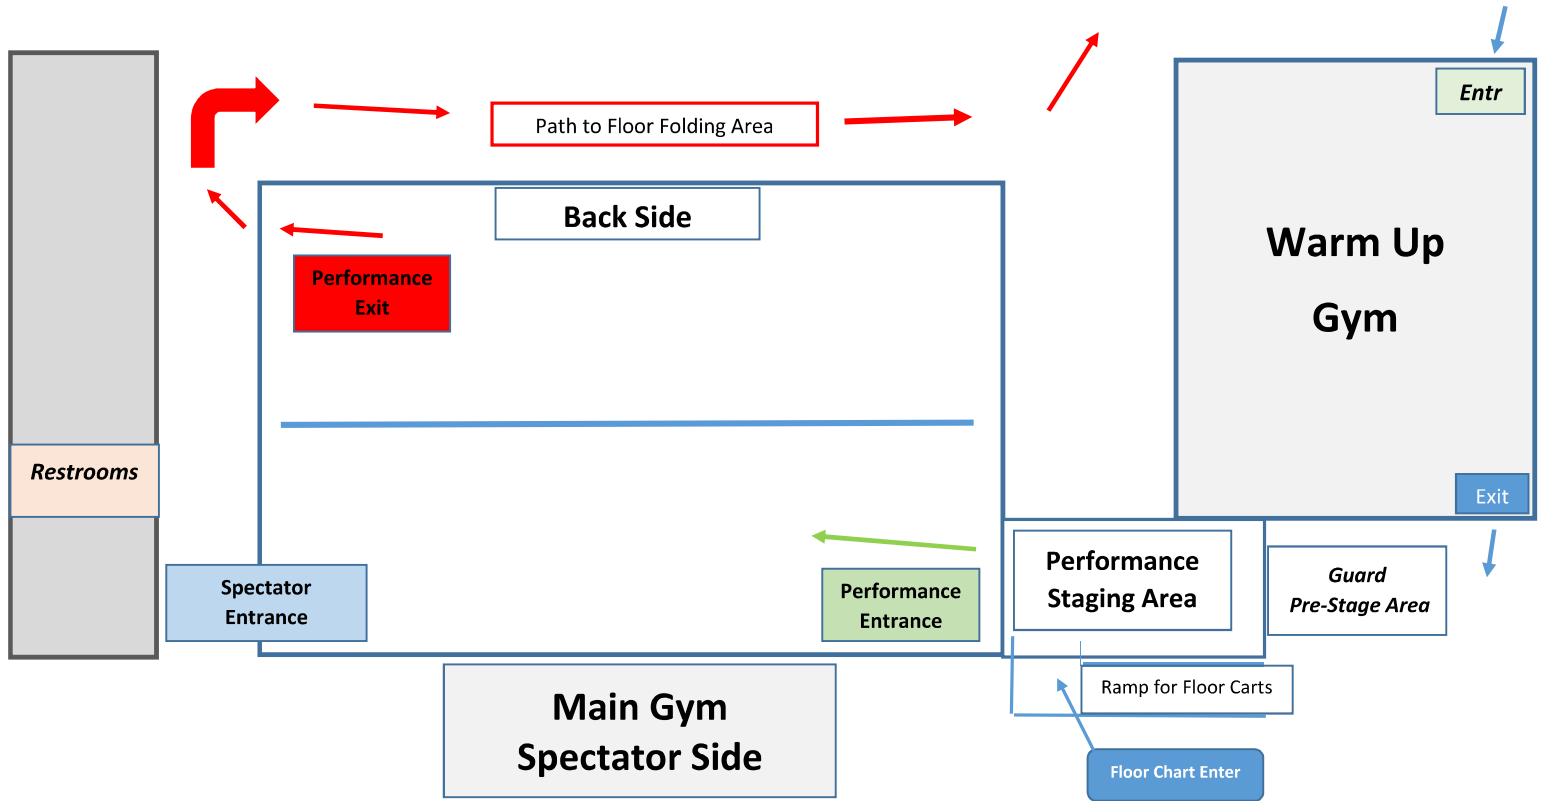 Entr
Path to Floor Folding Area
Back Side
Warm Up
Gym
Performance
Exit
Restrooms
Exit
Performance
Staging Area
Guard
Pre-Stage Area
Spectator
Entrance
Performance
Entrance
Ramp for Floor Carts
Main Gym
Spectator Side
Floor Chart Enter